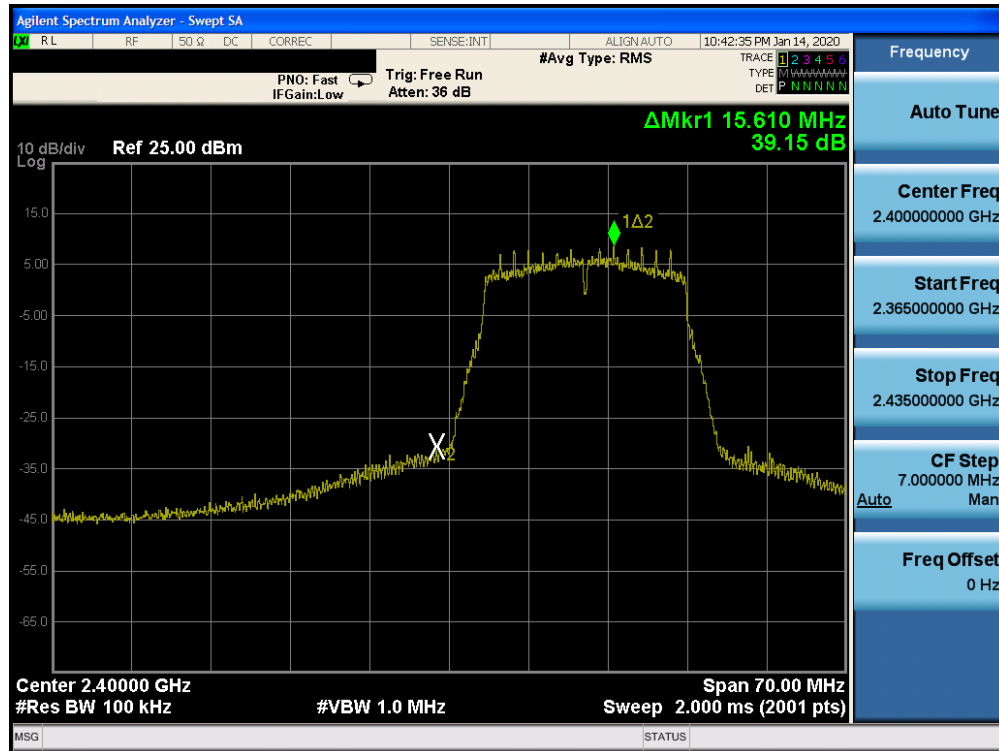 Agilent Spectrum Analyzer - Swept SA
LXI RL RF 50 Ω DC CORREC SENSE:INT ALIGN AUTO 10:42:35 PM Jan 14, 2020
#Avg Type: RMS TRACE 1 2 3 4 5 6
PNO: Fast Trig: Free Run TYPE M WWWWW
IFGain:Low Atten: 36 dB DET P N N N N N
ΔMkr1 15.610 MHz
39.15 dB
10 dB/div Ref 25.00 dBm
Log
15.0
5.00
-5.00
-15.0
-25.0
-35.0
-45.0
-55.0
-65.0
1Δ2
X2
Center 2.40000 GHz Span 70.00 MHz
#Res BW 100 kHz #VBW 1.0 MHz Sweep 2.000 ms (2001 pts)
MSG STATUS
Frequency
Auto Tune
Center Freq
2.400000000 GHz
Start Freq
2.365000000 GHz
Stop Freq
2.435000000 GHz
CF Step
7.000000 MHz
Auto Man
Freq Offset
0 Hz